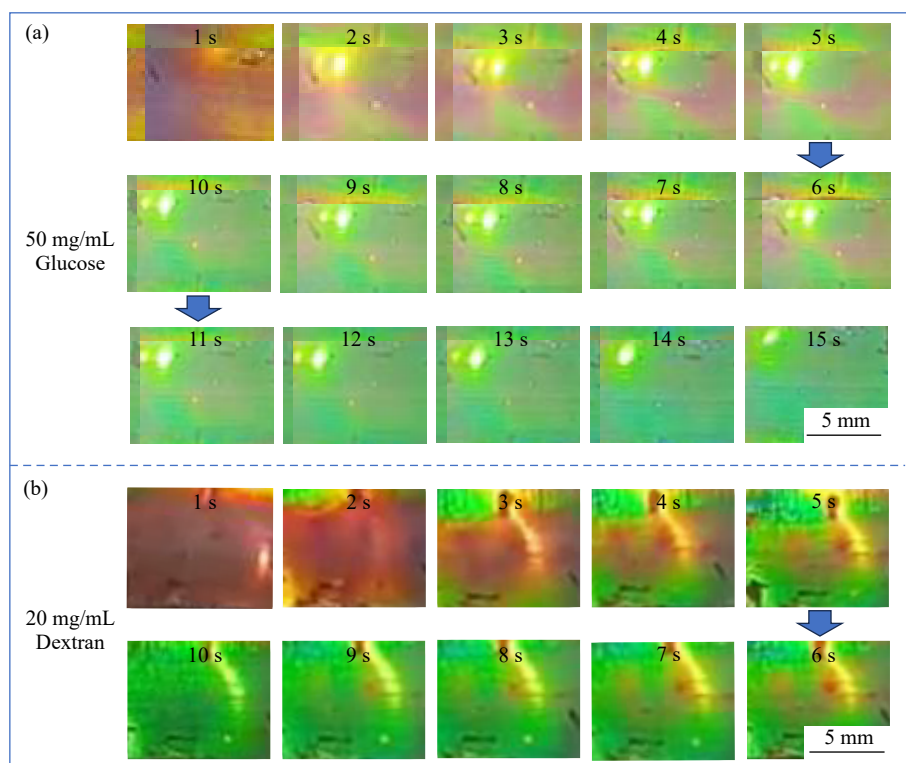 (a)
1 s
2 s
3 s
4 s
5 s
10 s
9 s
8 s
7 s
6 s
50 mg/mL
Glucose
11 s
12 s
13 s
14 s
15 s
5 mm
(b)
1 s
2 s
3 s
4 s
5 s
20 mg/mL
Dextran
10 s
9 s
8 s
7 s
6 s
5 mm